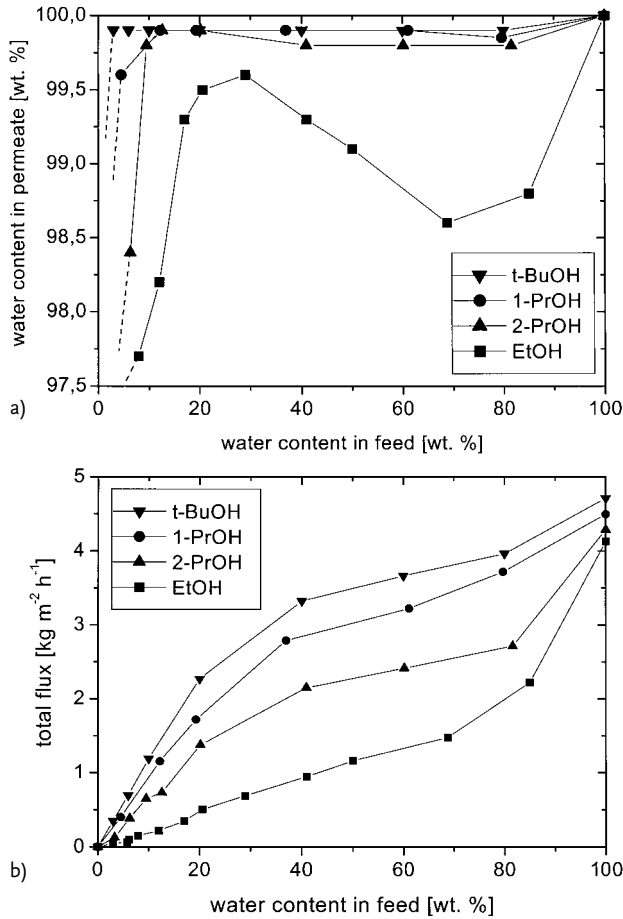 100,0
99,5
99,0
98,5
98,0
97,5
water content in permeate [wt. %]
t-BuOH
1-PrOH
2-PrOH
EtOH
0 20 40 60 80 100
a)
water content in feed [wt. %]
5
4
3
2
1
0
total flux [kg m⁻² h⁻¹]
t-BuOH
1-PrOH
2-PrOH
EtOH
0 20 40 60 80 100
b)
water content in feed [wt. %]